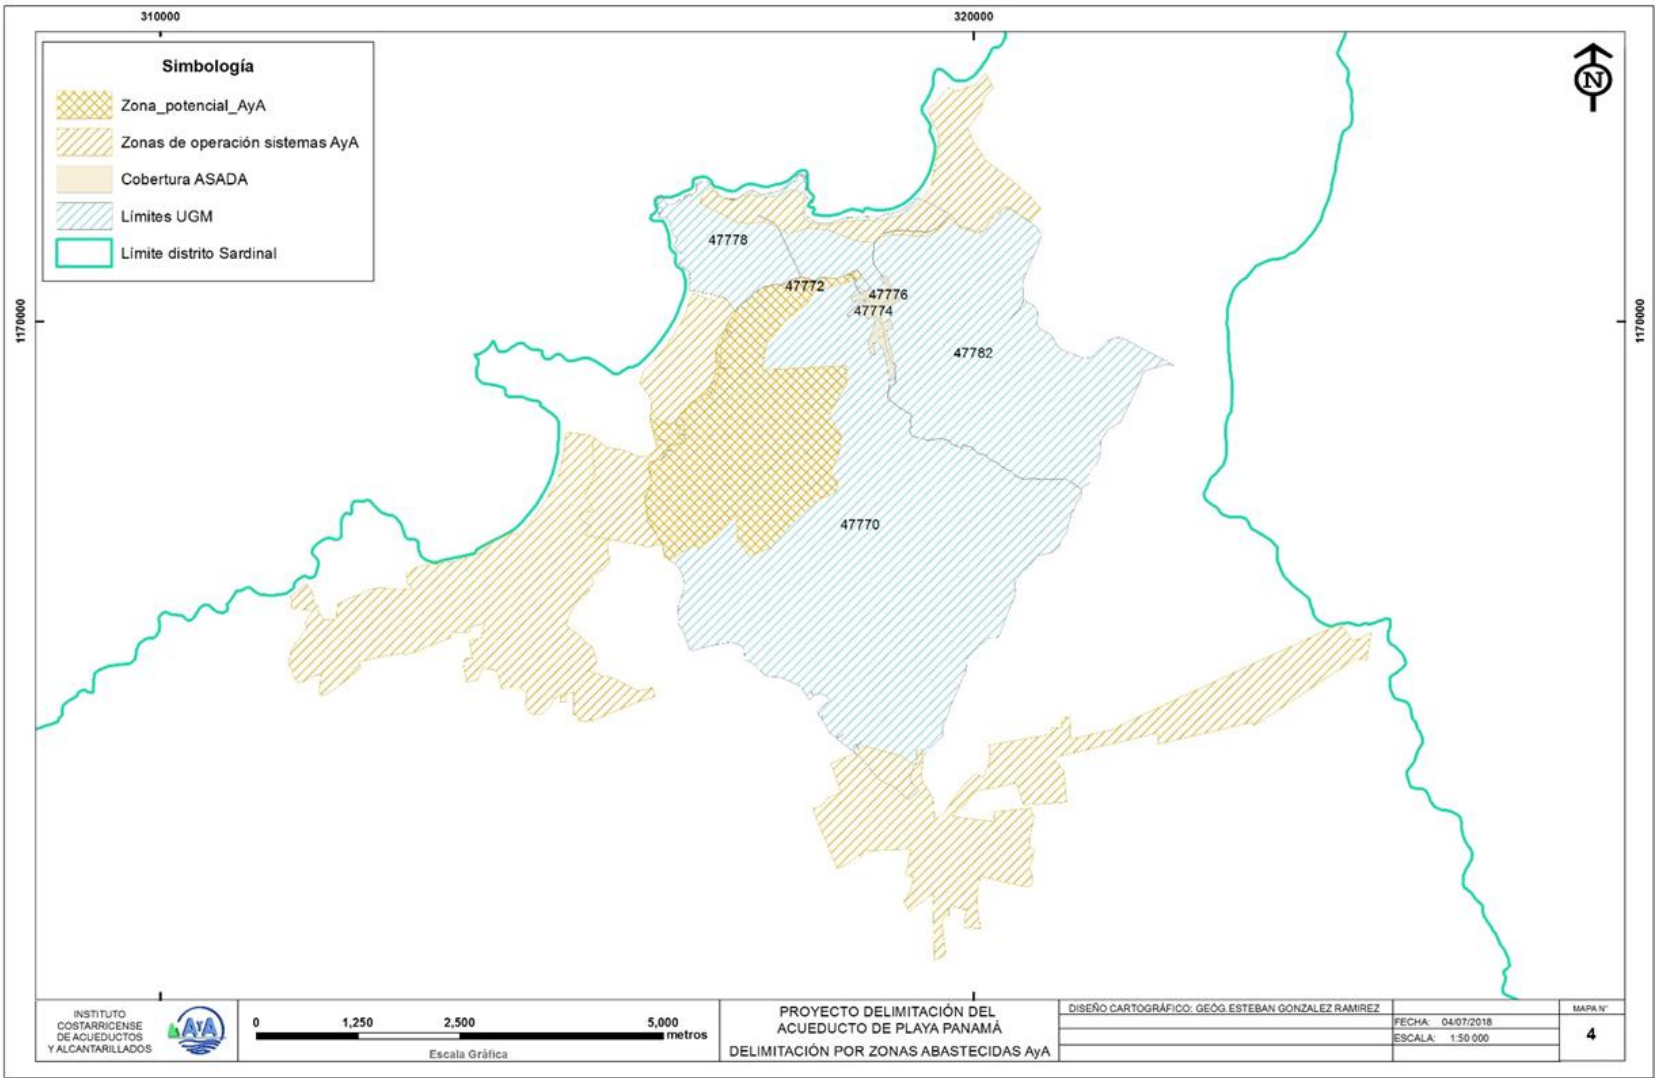 310000
320000
Simbología
Zona_potencial_AyA
Zonas de operación sistemas AyA
Cobertura ASADA
Límites UGM
Límite distrito Sardinal
N
1170000
1170000
47778
47772
47776
47774
47782
47770
INSTITUTO
COSTARRICENSE
DE ACUEDUCTOS
Y ALCANTARILLADOS
AyA
0 1,250 2,500 5,000
metros
Escala Gráfica
PROYECTO DELIMITACIÓN DEL
ACUEDUCTO DE PLAYA PANAMÁ
DELIMITACIÓN POR ZONAS ABASTECIDAS AyA
DISEÑO CARTOGRÁFICO: GEÓG.ESTEBAN GONZALEZ RAMIREZ
FECHA: 04/07/2018
ESCALA: 1:50 000
MAPA N°
4